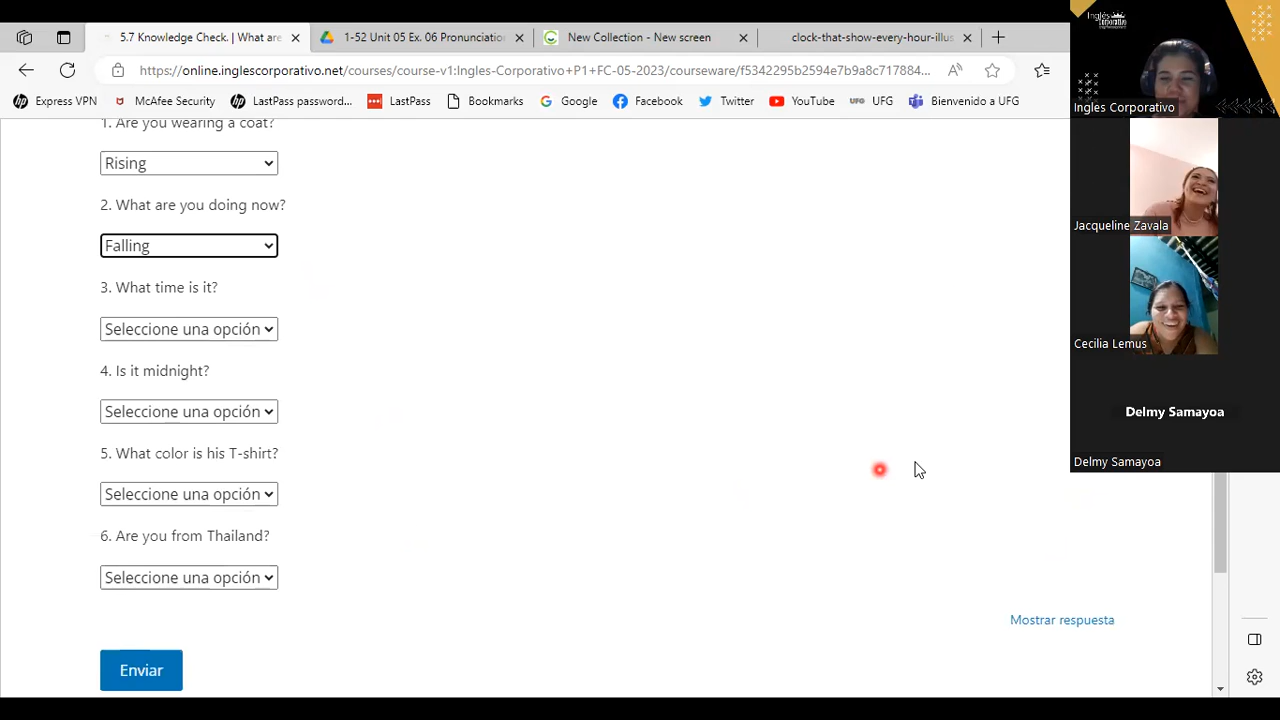 5.7 Knowledge Check. | What are
1-52 Unit 05 Ex. 06 Pronunciation
New Collection - New screen
clock-that-show-every-hour-illus
https://online.inglescorporativo.net/courses/course-v1:Ingles-Corporativo+P1+FC-05-2023/courseware/f5342295b2594e7b9a8c717884...
Express VPN
McAfee Security
LastPass password...
LastPass
Bookmarks
Google
Facebook
Twitter
YouTube
UFG
Bienvenido a UFG
1. Are you wearing a coat?
Rising
2. What are you doing now?
Falling
3. What time is it?
Seleccione una opción
4. Is it midnight?
Seleccione una opción
5. What color is his T-shirt?
Seleccione una opción
6. Are you from Thailand?
Seleccione una opción
Mostrar respuesta
Enviar
Inglés
Corporativo
Ingles Corporativo
Jacqueline Zavala
Cecilia Lemus
Delmy Samayoa
Delmy Samayoa